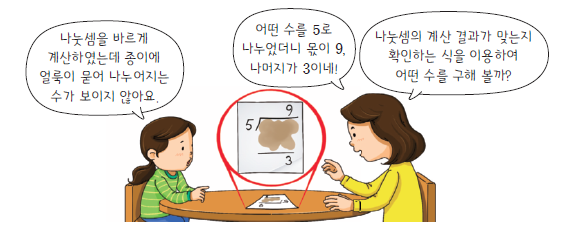 나눗셈을 바르게
계산하였는데 종이에
얼룩이 묻어 나누어지는
수가 보이지 않아요.
어떤 수를 5로
나누었더니 몫이 9,
나머지가 3이네!
나눗셈의 계산 결과가 맞는지
확인하는 식을 이용하여
어떤 수를 구해 볼까?
9
5
3